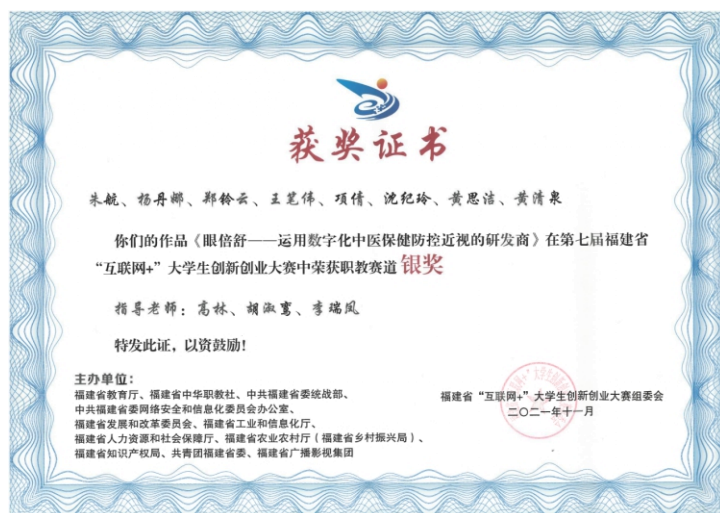 获奖证书
朱航、杨丹娜、郑铃云、王笔伟、项倩、沈纪玲、黄思洁、黄清泉
你们的作品《眼倍舒——运用数字化中医保健防控近视的研发商》在第七届福建省
“互联网+”大学生创新创业大赛中荣获职教赛道银奖
指导老师：高林、胡淑鸾、李瑞凤
特发此证，以资鼓励！
主办单位：
福建省教育厅、福建省中华职教社、中共福建省委统战部、
中共福建省委网络安全和信息化委员会办公室、
福建省发展和改革委员会、福建省工业和信息化厅、
福建省人力资源和社会保障厅、福建省农业农村厅（福建省乡村振兴局）、
福建省知识产权局、共青团福建省委、福建省广播影视集团
福建省“互联网+”大学生创新创业大赛组委会
二〇二一年十一月